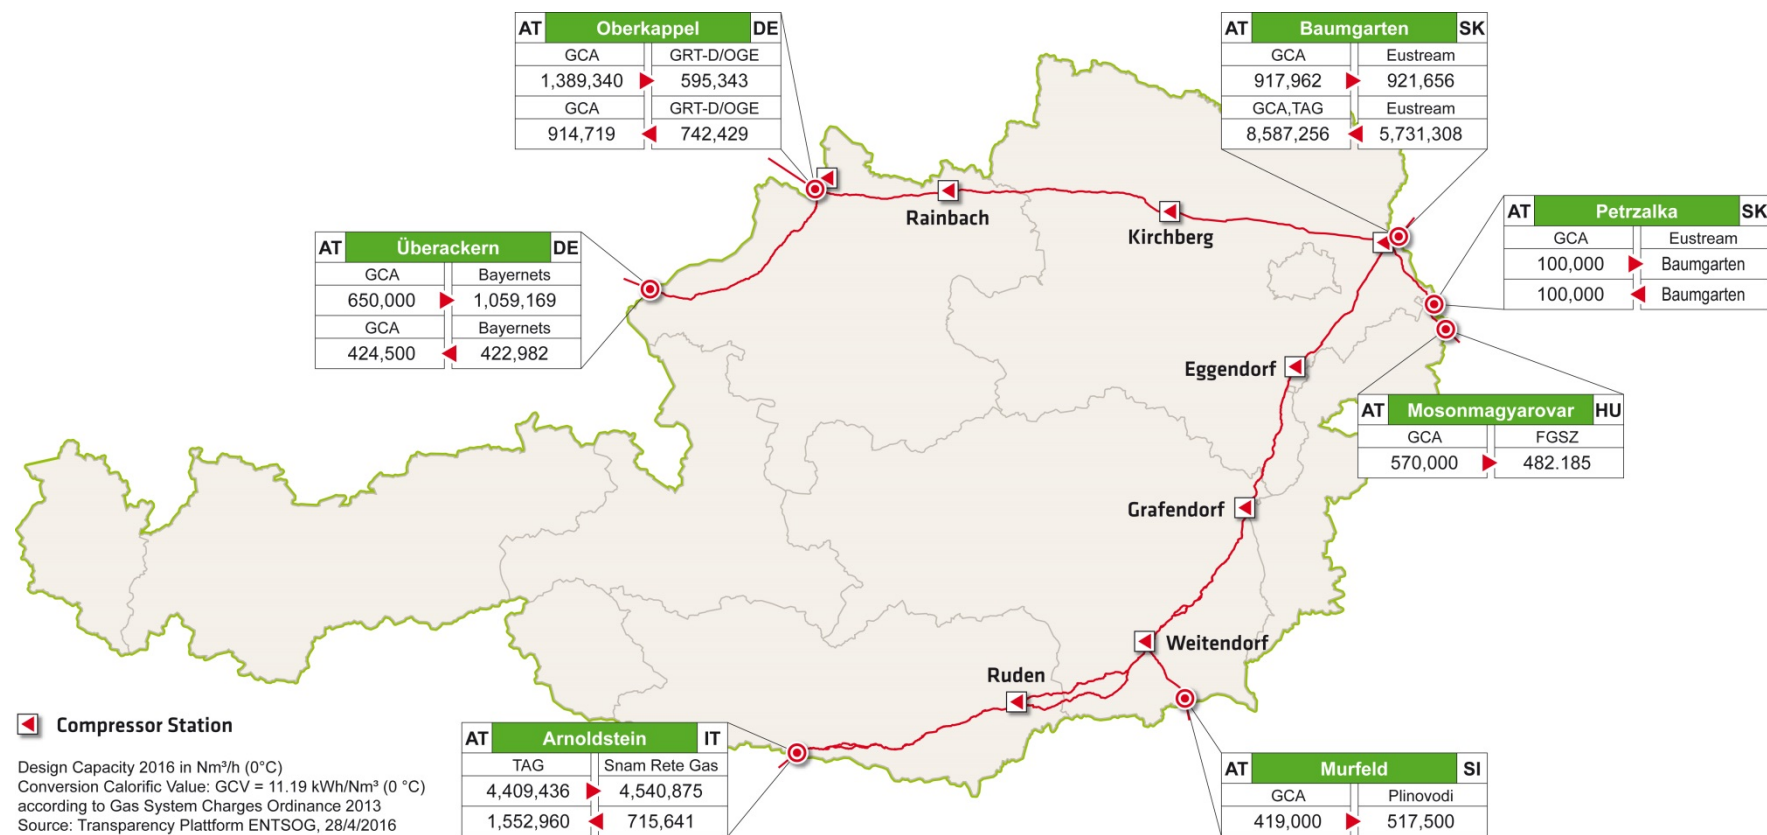 AT Oberkappel DE
GCA GRT-D/OGE
1,389,340 595,343
GCA GRT-D/OGE
914,719 742,429
AT Baumgarten SK
GCA Eustream
917,962 921,656
GCA,TAG Eustream
8,587,256 5,731,308
AT Petrzalka SK
GCA Eustream
100,000 Baumgarten
100,000 Baumgarten
AT Überackern DE
GCA Bayernets
650,000 1,059,169
GCA Bayernets
424,500 422,982
Rainbach
Kirchberg
Eggendorf
AT Mosonmagyarovar HU
GCA FGSZ
570,000 482.185
Grafendorf
Weitendorf
Ruden
Compressor Station
Design Capacity 2016 in Nm³/h (0°C)
Conversion Calorific Value: GCV = 11.19 kWh/Nm³ (0 °C)
according to Gas System Charges Ordinance 2013
Source: Transparency Plattform ENTSOG, 28/4/2016
AT Arnoldstein IT
TAG Snam Rete Gas
4,409,436 4,540,875
1,552,960 715,641
AT Murfeld SI
GCA Plinovodi
419,000 517,500